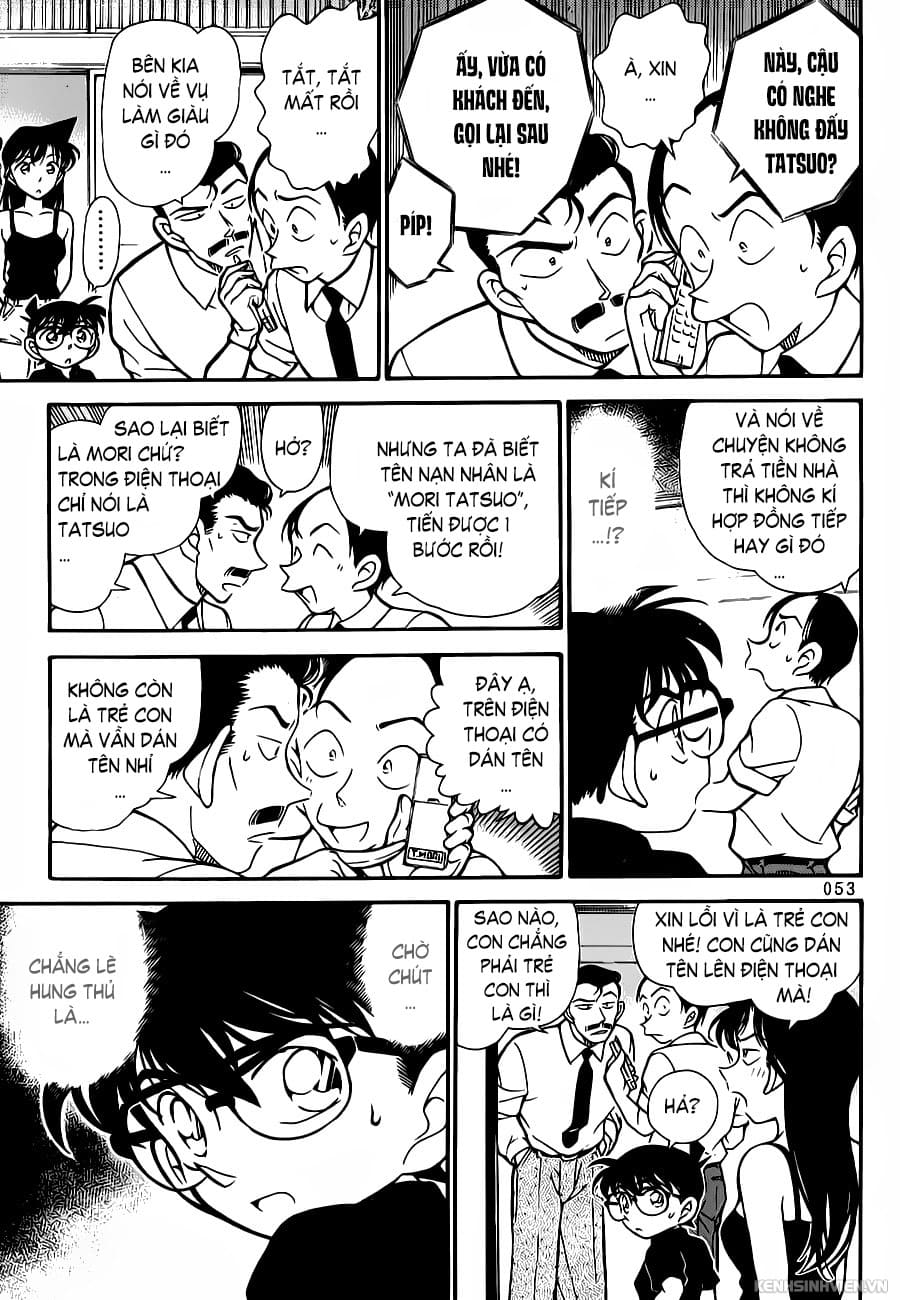 NÀY, CẬU
CÓ NGHE
KHÔNG ĐẤY
TATSUO?
À, XIN
...
ẤY, VỪA CÓ
KHÁCH ĐẾN,
GỌI LẠI SAU
NHÉ!
PÍP!
TẮT, TẮT
MẤT RỒI
...
BÊN KIA
NÓI VỀ VỤ
LÀM GIÀU
GÌ ĐÓ
...
........
VÀ NÓI VỀ
CHUYỆN KHÔNG
TRẢ TIỀN NHÀ
THÌ KHÔNG KÍ
HỢP ĐỒNG TIẾP
HAY GÌ ĐÓ
...
KÍ
TIẾP
...!?
NHƯNG TA ĐÃ BIẾT
TÊN NẠN NHÂN LÀ
“MORI TATSUO”,
TIẾN ĐƯỢC 1
BƯỚC RỒI!
HỞ?
SAO LẠI BIẾT
LÀ MORI CHỨ?
TRONG ĐIỆN THOẠI
CHỈ NÓI LÀ
TATSUO
...
ĐÂY Ạ,
TRÊN ĐIỆN
THOẠI CÓ
DÁN TÊN
T.MORI
KHÔNG CÒN
LÀ TRẺ CON
MÀ VẪN DÁN
TÊN NHỈ
...
053
XIN LỖI VÌ LÀ TRẺ CON
NHÉ! CON CŨNG DÁN
TÊN LÊN ĐIỆN THOẠI
MÀ!
SAO NÀO,
CON CHẲNG
PHẢI TRẺ
CON THÌ
LÀ GÌ!
HẢ?
CHỜ
CHÚT
...
CHẲNG LẼ
HUNG THỦ
LÀ...
KENHSINHVIEN.VN